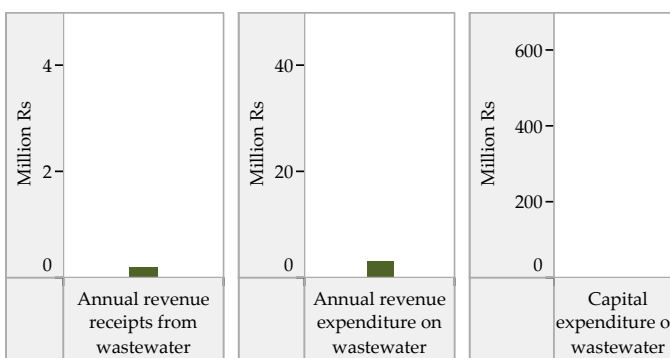 Million Rs
4
2
0
Annual revenue
receipts from
wastewater
Million Rs
40
20
0
Annual revenue
expenditure on
wastewater
Million Rs
600
400
200
0
Capital
expenditure o
wastewater